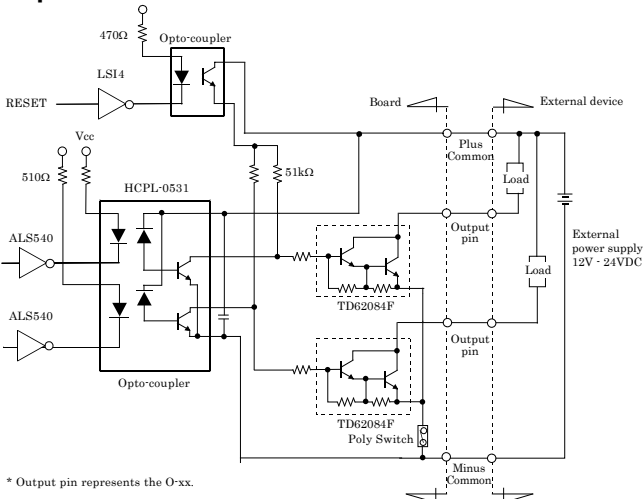 470Ω
Opto-coupler
LSI4
RESET
Board
External device
Vcc
Plus
Common
510Ω
51kΩ
HCPL-0531
Load
ALS540
Output
pin
External
power supply
12V - 24VDC
Load
TD62084F
ALS540
Output
pin
Opto-coupler
TD62084F
Poly Switch
Minus
Common
* Output pin represents the O-xx.